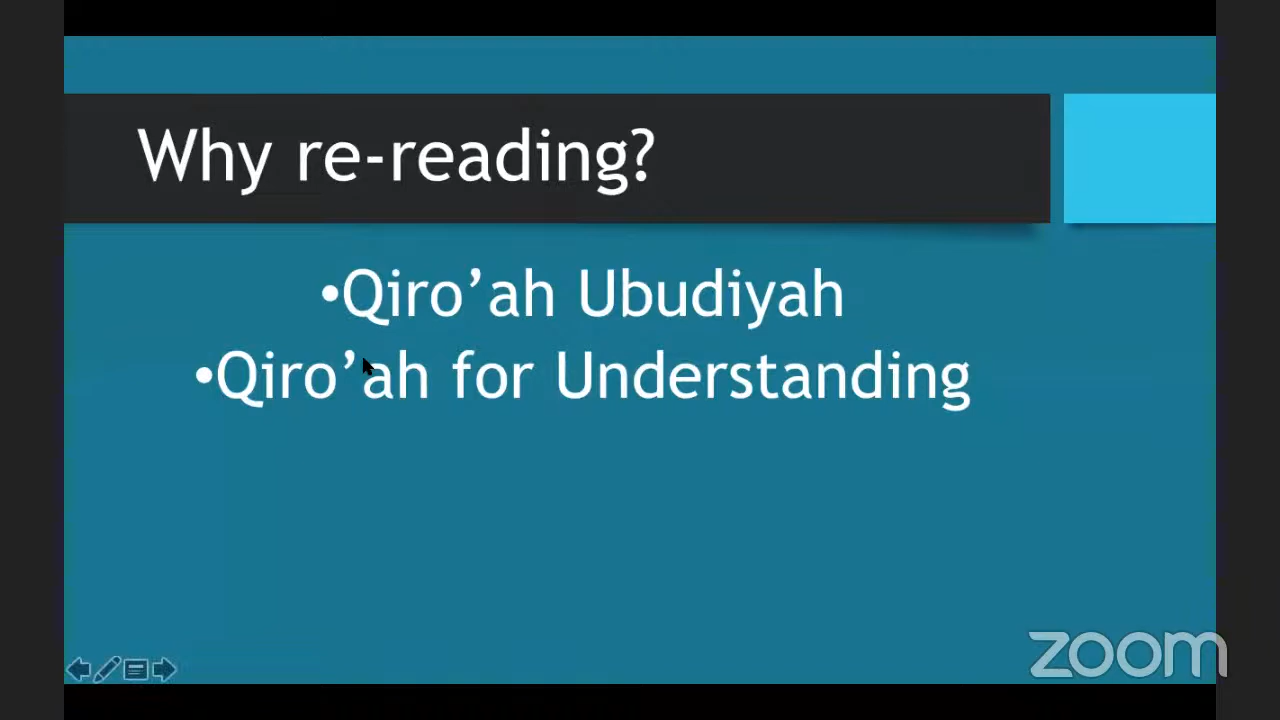 Why re-reading?
•Qiro’ah Ubudiyah
•Qiro’ah for Understanding
zoom